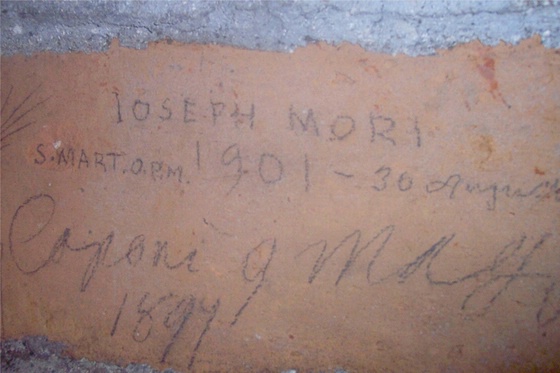 IOSEPH MORI
S.MART.O.P.M. 1901 - 30
Caponi g
1897